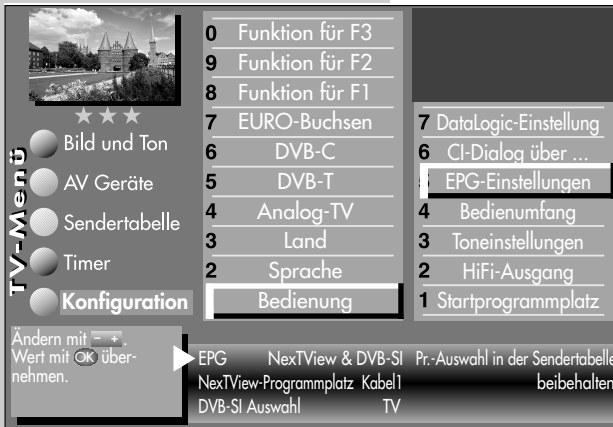 TV-Menü
Bild und Ton
AV Geräte
Sendertabelle
Timer
Konfiguration
0 Funktion für F3
9 Funktion für F2
8 Funktion für F1
7 EURO-Buchsen
6 DVB-C
5 DVB-T
4 Analog-TV
3 Land
2 Sprache
Bedienung
7 DataLogic-Einstellung
6 CI-Dialog über ...
5 EPG-Einstellungen
4 Bedienumfang
3 Toneinstellungen
2 HiFi-Ausgang
1 Startprogrammplatz
Ändern mit - + .
Wert mit OK über-
nehmen.
EPG NexTView & DVB-SI
NexTView-Programmplatz Kabel1
DVB-SI Auswahl TV
Pr.-Auswahl in der Sendertabelle
beibehalten